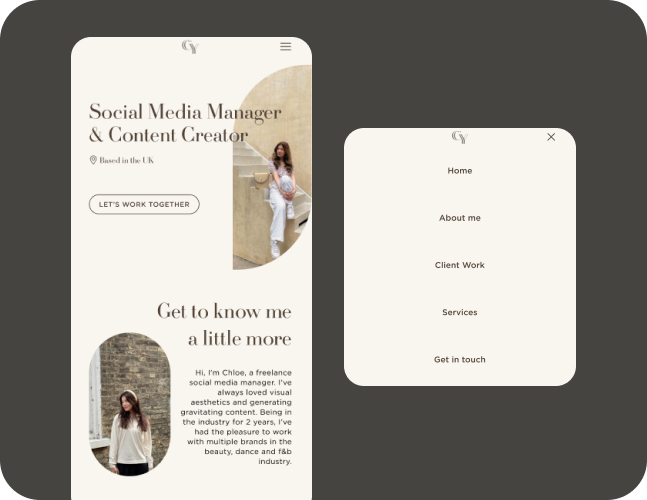 CY
Social Media Manager
& Content Creator
Based in the UK
LET'S WORK TOGETHER
Get to know me
a little more
Hi, I'm Chloe, a freelance
social media manager. I've
always loved visual
aesthetics and generating
gravitating content. Being in
the industry for 2 years, I've
had the pleasure to work
with multiple brands in the
beauty, dance and f&b
industry.
CY
Home
About me
Client Work
Services
Get in touch